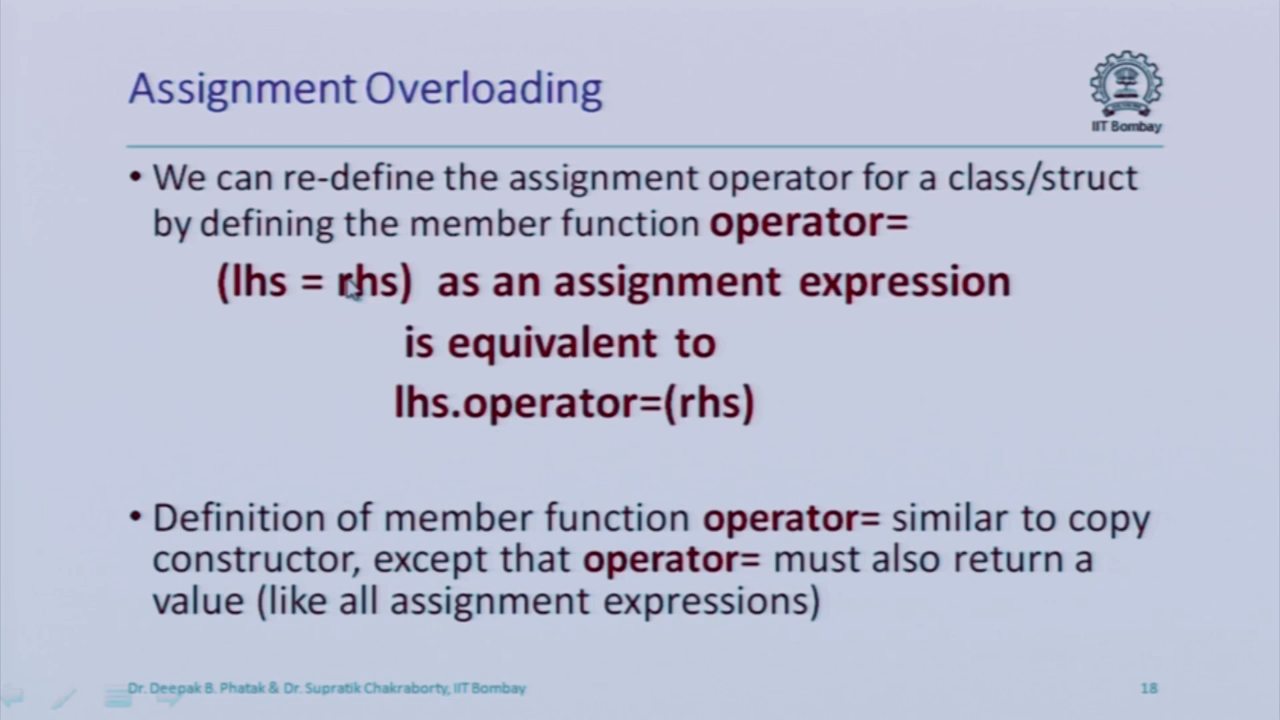 Assignment Overloading
IIT Bombay
• We can re-define the assignment operator for a class/struct
by defining the member function operator=
(lhs = rhs) as an assignment expression
is equivalent to
lhs.operator=(rhs)
• Definition of member function operator= similar to copy
constructor, except that operator= must also return a
value (like all assignment expressions)
Dr. Deepak B. Phatak & Dr. Supratik Chakraborty, IIT Bombay
18